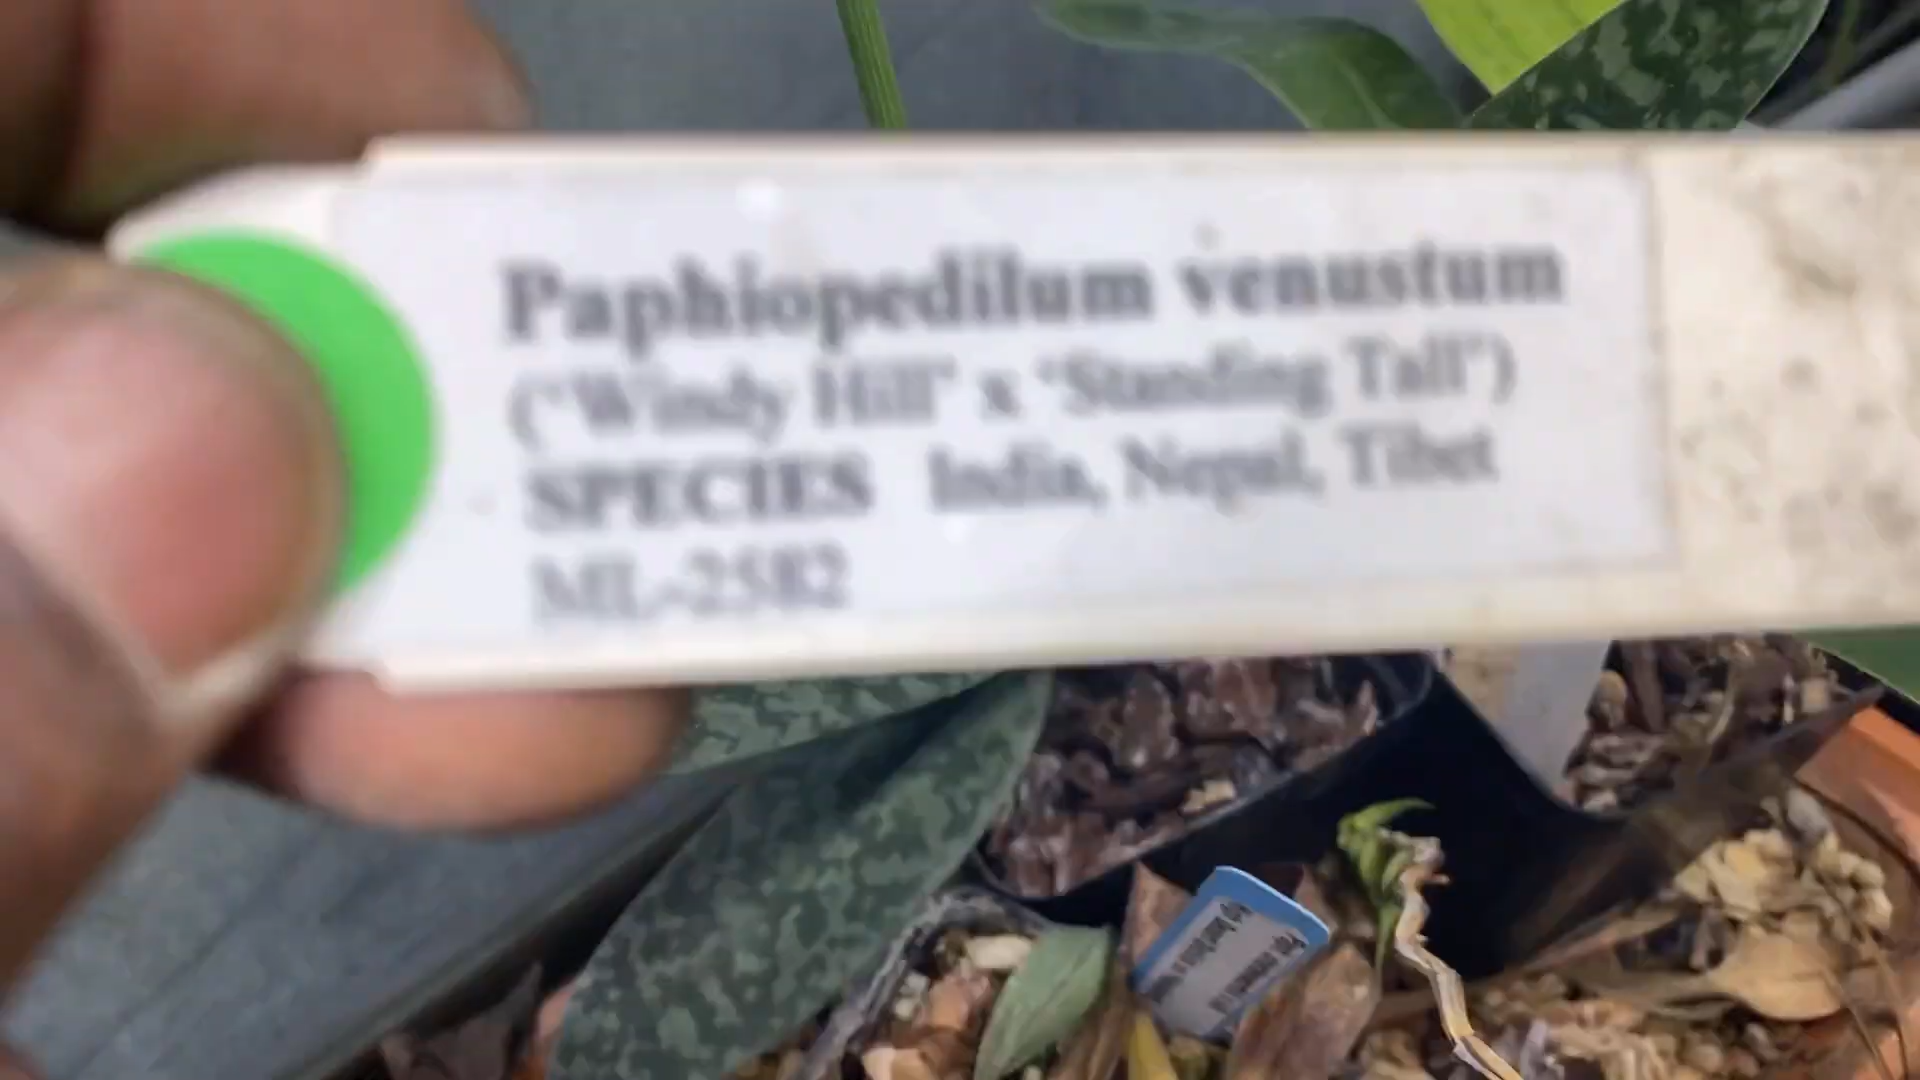 Paphiopedilum venustum
('Windy Hill' x 'Standing Tall')
SPECIES India, Nepal, Tibet
ML-2582